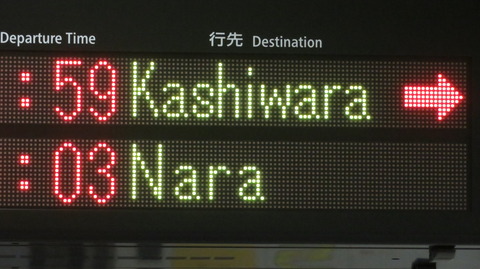 Departure Time 行先 Destination
:59 Kashiwara →
:03 Nara